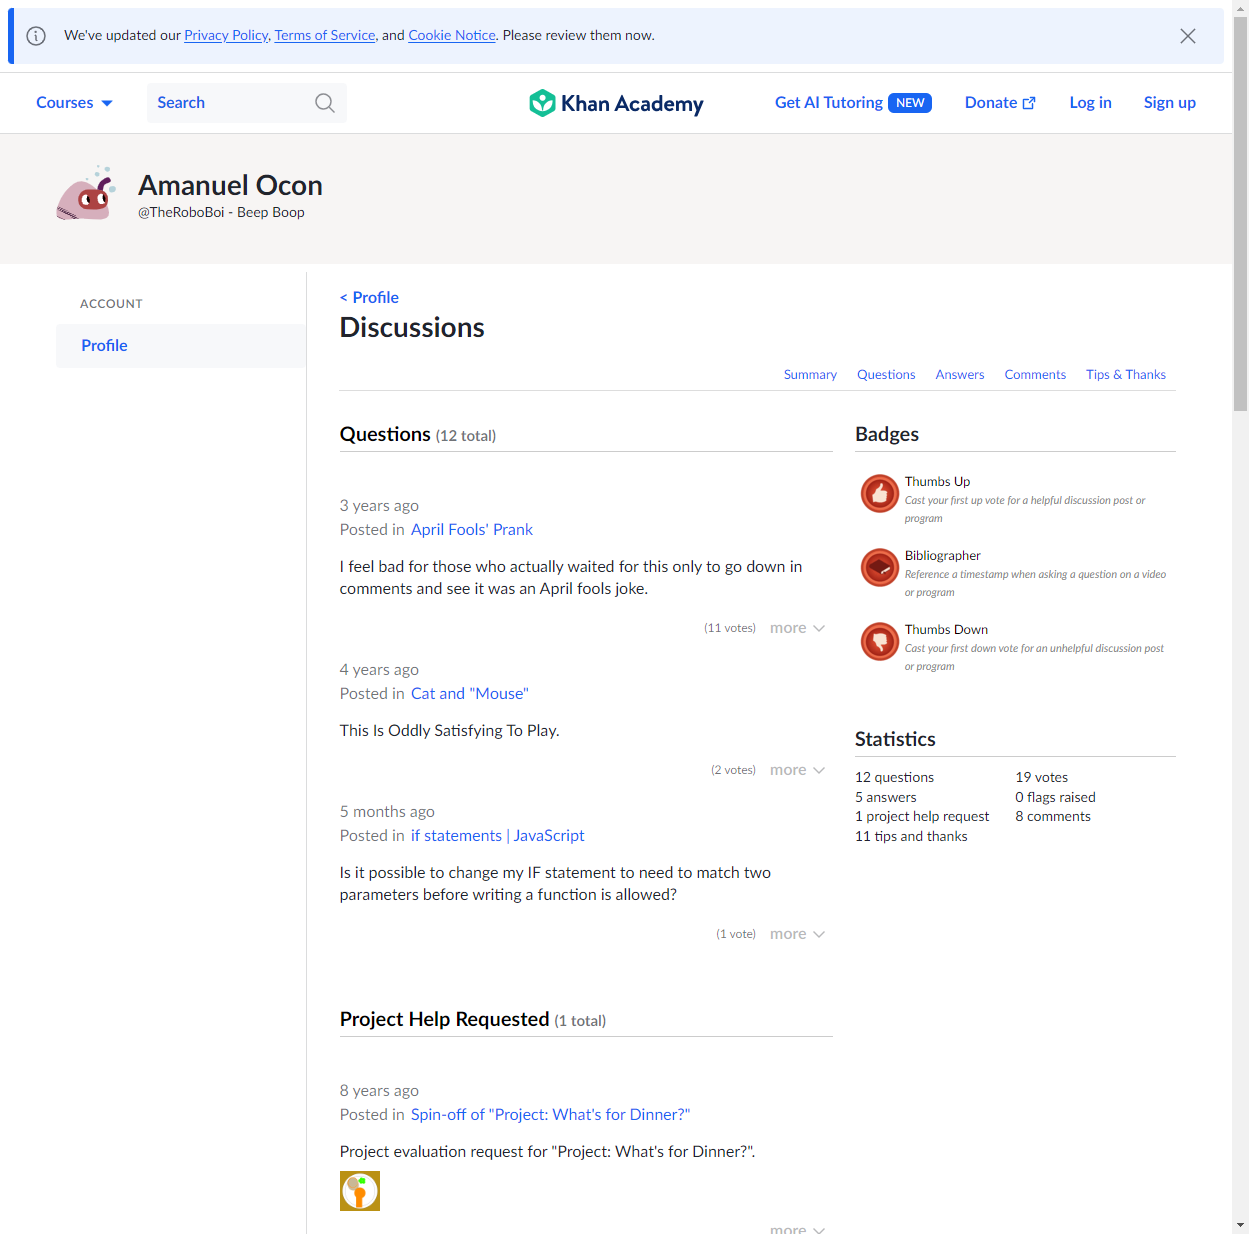 We've updated our Privacy Policy, Terms of Service, and Cookie Notice. Please review them now.
Courses
Search
Khan Academy
Get AI Tutoring NEW
Donate
Log in
Sign up
Amanuel Ocon
@TheRoboBoi - Beep Boop
ACCOUNT
Profile
< Profile
Discussions
Summary
Questions
Answers
Comments
Tips & Thanks
Questions (12 total)
3 years ago
Posted in April Fools' Prank
I feel bad for those who actually waited for this only to go down in
comments and see it was an April fools joke.
(11 votes) more
4 years ago
Posted in Cat and "Mouse"
This Is Oddly Satisfying To Play.
(2 votes) more
5 months ago
Posted in if statements | JavaScript
Is it possible to change my IF statement to need to match two
parameters before writing a function is allowed?
(1 vote) more
Project Help Requested (1 total)
8 years ago
Posted in Spin-off of "Project: What's for Dinner?"
Project evaluation request for "Project: What's for Dinner?".
more
Badges
Thumbs Up
Cast your first up vote for a helpful discussion post or
program
Bibliographer
Reference a timestamp when asking a question on a video
or program
Thumbs Down
Cast your first down vote for an unhelpful discussion post
or program
Statistics
12 questions
5 answers
1 project help request
11 tips and thanks
19 votes
0 flags raised
8 comments